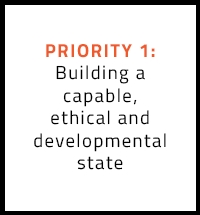 PRIORITY 1:
Building a
capable,
ethical and
developmental
state